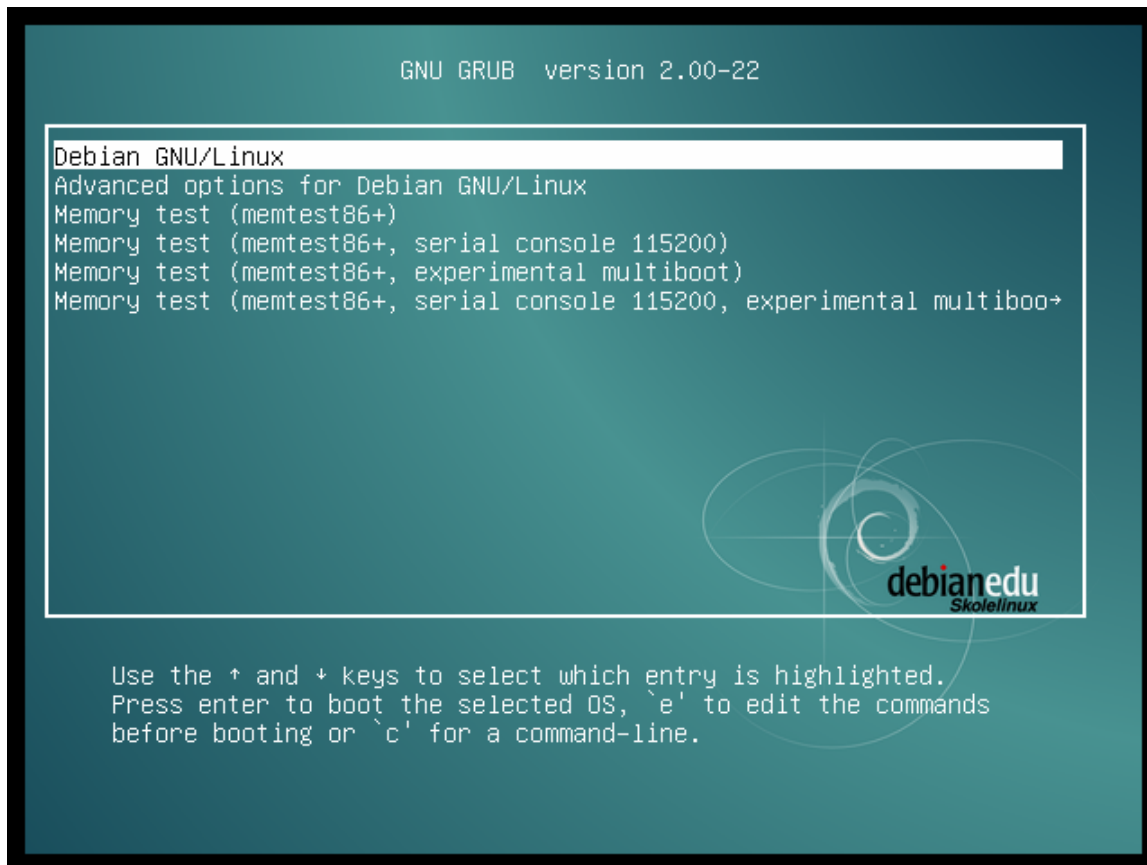 GNU GRUB  version 2.00-22
Debian GNU/Linux
Advanced options for Debian GNU/Linux
Memory test (memtest86+)
Memory test (memtest86+, serial console 115200)
Memory test (memtest86+, experimental multiboot)
Memory test (memtest86+, serial console 115200, experimental multiboo→
debianedu
Skolelinux
Use the ↑ and ↓ keys to select which entry is highlighted.
Press enter to boot the selected OS, `e' to edit the commands
before booting or `c' for a command-line.